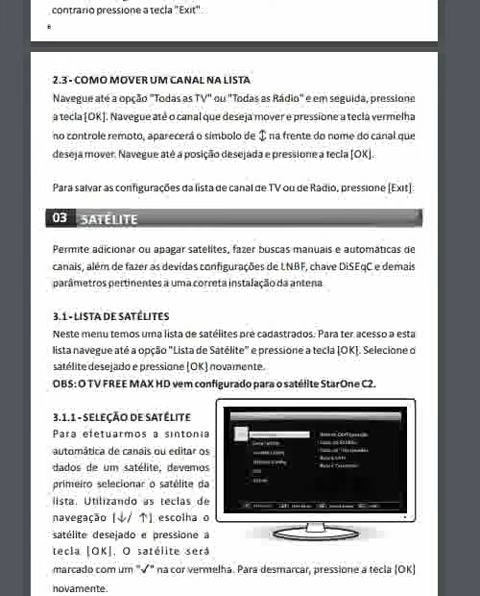 contrário pressione a tecla "Exit".
2.3 - COMO MOVER UM CANAL NA LISTA
Navegue até a opção "Todas as TV" ou "Todas as Rádio" e em seguida, pressione
a tecla [OK]. Navegue até o canal que deseja mover e pressione a tecla vermelha
no controle remoto, aparecerá o símbolo de ↕ na frente do nome do canal que
deseja mover. Navegue até a posição desejada e pressione a tecla [OK].
Para salvar as configurações da lista de canal de TV ou de Rádio, pressione [Exit]
03 SATÉLITE
Permite adicionar ou apagar satélites, fazer buscas manuais e automáticas de
canais, além de fazer as devidas configurações de LNBF, chave DiSEqC e demais
parâmetros pertinentes a uma correta instalação da antena
3.1 - LISTA DE SATÉLITES
Neste menu temos uma lista de satélites pré cadastrados. Para ter acesso a esta
lista navegue até a opção "Lista de Satélite" e pressione a tecla [OK]. Selecione o
satélite desejado e pressione [OK] novamente.
OBS: O TV FREE MAX HD vem configurado para o satélite StarOne C2.
3.1.1 - SELEÇÃO DE SATÉLITE
Para efetuarmos a sintonia
automática de canais ou editar os
dados de um satélite, devemos
primeiro selecionar o satélite da
lista. Utilizando as teclas de
navegação [↓/ ↑] escolha o
satélite desejado e pressione a
tecla [OK]. O satélite será
marcado com um "✓" na cor vermelha. Para desmarcar, pressione a tecla [OK]
novamente.